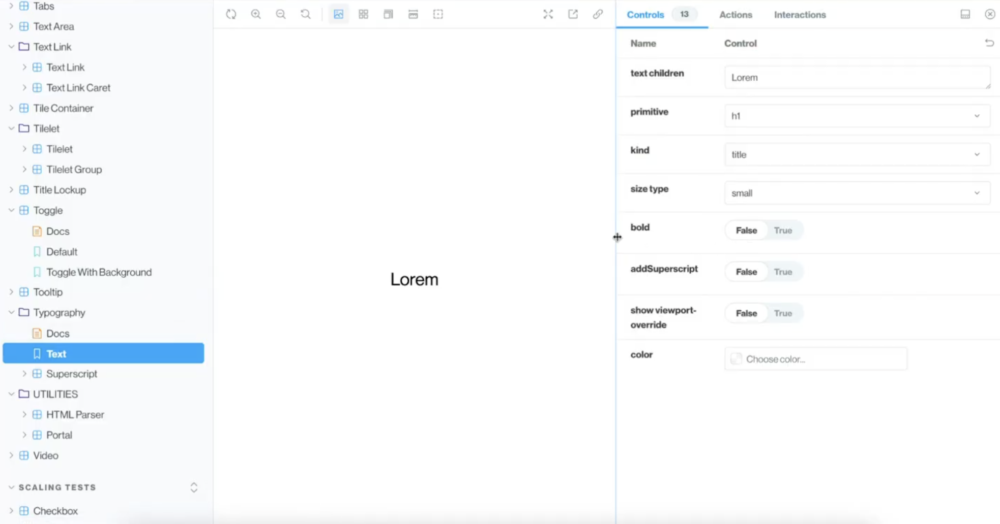 Tabs
Text Area
Text Link
Text Link
Text Link Caret
Tile Container
Tilelet
Tilelet
Tilelet Group
Title Lockup
Toggle
Docs
Default
Toggle With Background
Tooltip
Typography
Docs
Text
Superscript
UTILITIES
HTML Parser
Portal
Video
SCALING TESTS
Checkbox
Lorem
Controls 13 Actions Interactions
Name Control
text children Lorem
primitive h1
kind title
size type small
bold False True
addSuperscript False True
show viewport-
override False True
color Choose color...